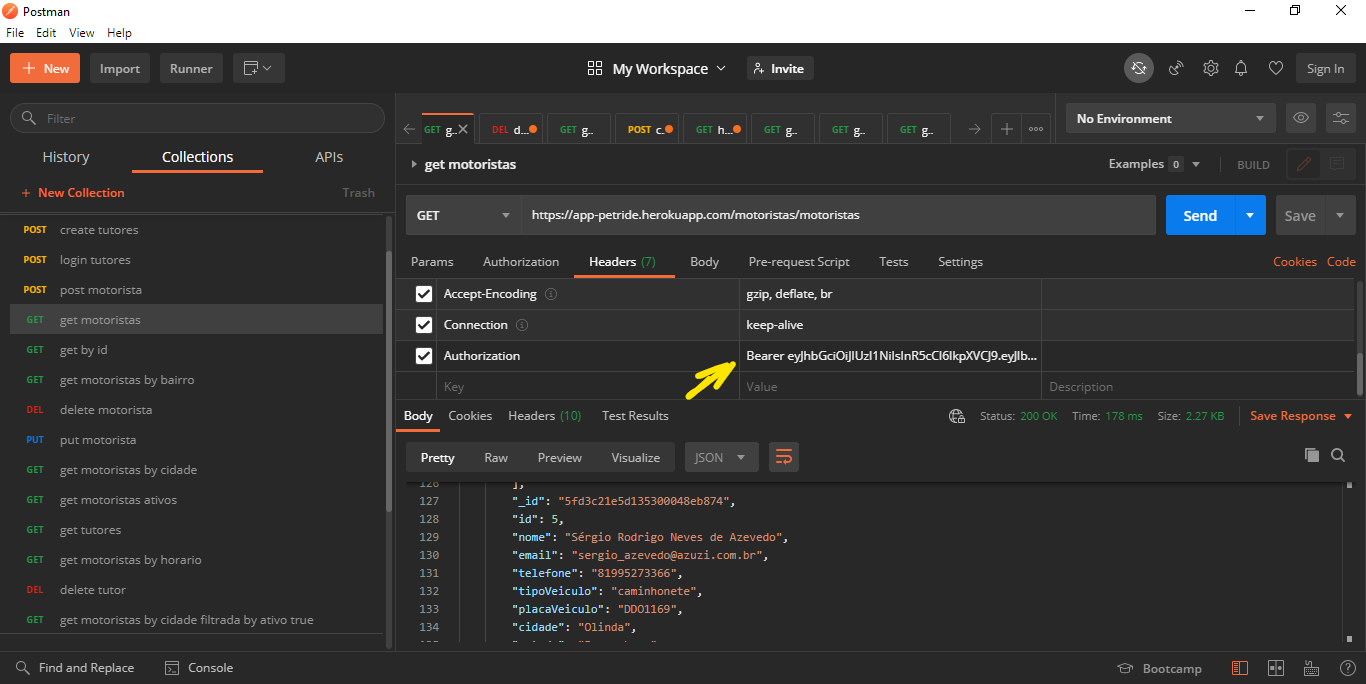 Postman
File Edit View Help
New Import Runner My Workspace Invite Sign In
Filter
History Collections APIs
New Collection Trash
POST create tutores
POST login tutores
POST post motorista
GET get motoristas
GET get by id
GET get motoristas by bairro
DEL delete motorista
PUT put motorista
GET get motoristas by cidade
GET get motoristas ativos
GET get tutores
GET get motoristas by horario
DEL delete tutor
GET get motoristas by cidade filtrada by ativo true
GET g.. DEL d... GET g.. POST c. GET h... GET g.. GET g.. GET g..
No Environment
get motoristas Examples 0 BUILD
GET https://app-petride.herokuapp.com/motoristas/motoristas Send Save
Params Authorization Headers (7) Body Pre-request Script Tests Settings Cookies Code
Accept-Encoding gzip, deflate, br
Connection keep-alive
Authorization Bearer eyJhbGciOiJIUzI1NiIsInR5cCI6IkpXVCJ9.eyJlb...
Key Value Description
Body Cookies Headers (10) Test Results Status: 200 OK Time: 178 ms Size: 2.27 KB Save Response
Pretty Raw Preview Visualize JSON
126 ],
127 "_id": "5fd3c21e5d135300048eb874",
128 "id": 5,
129 "nome": "Sérgio Rodrigo Neves de Azevedo",
130 "email": "sergio_azevedo@azuzi.com.br",
131 "telefone": "81995273366",
132 "tipoVeiculo": "caminhonete",
133 "placaVeiculo": "DDO1169",
134 "cidade": "Olinda",
Find and Replace Console Bootcamp